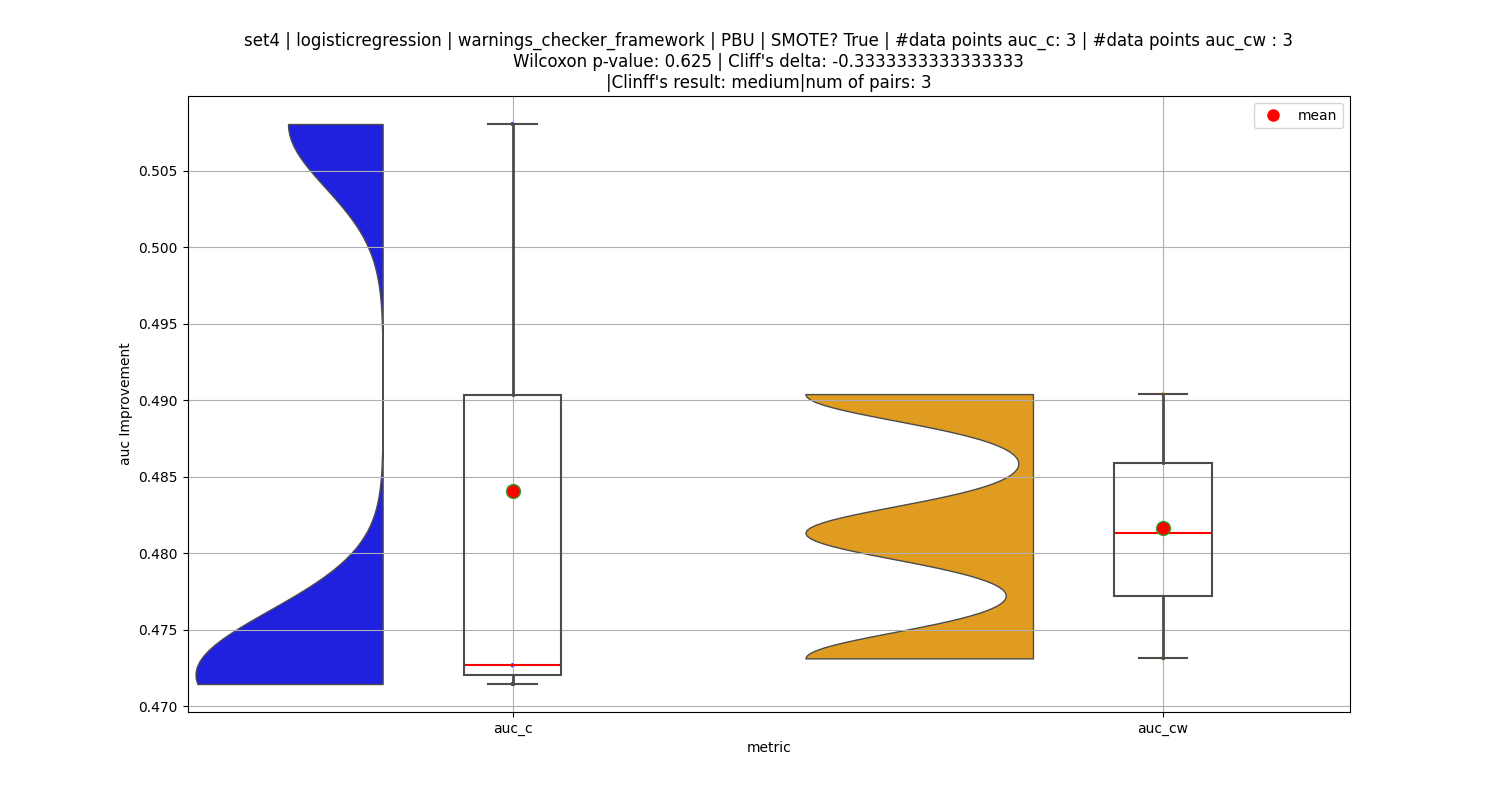 set4 | logisticregression | warnings_checker_framework | PBU | SMOTE? True | #data points auc_c: 3 | #data points auc_cw : 3
Wilcoxon p-value: 0.625 | Cliff's delta: -0.3333333333333333
|Clinff's result: medium|num of pairs: 3
mean
0.505
0.500
0.495
0.490
0.485
0.480
0.475
0.470
auc Improvement
auc_c
auc_cw
metric